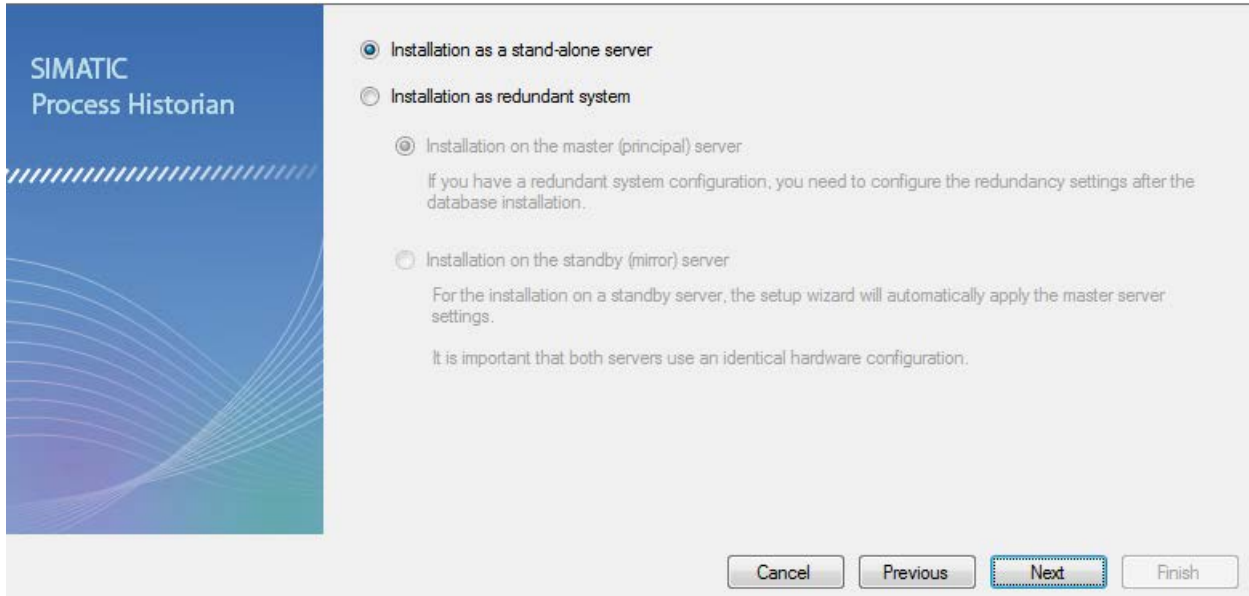 SIMATIC
Process Historian
Installation as a stand-alone server
Installation as redundant system
Installation on the master (principal) server
If you have a redundant system configuration, you need to configure the redundancy settings after the
database installation.
Installation on the standby (mirror) server
For the installation on a standby server, the setup wizard will automatically apply the master server
settings.
It is important that both servers use an identical hardware configuration.
Cancel
Previous
Next
Finish